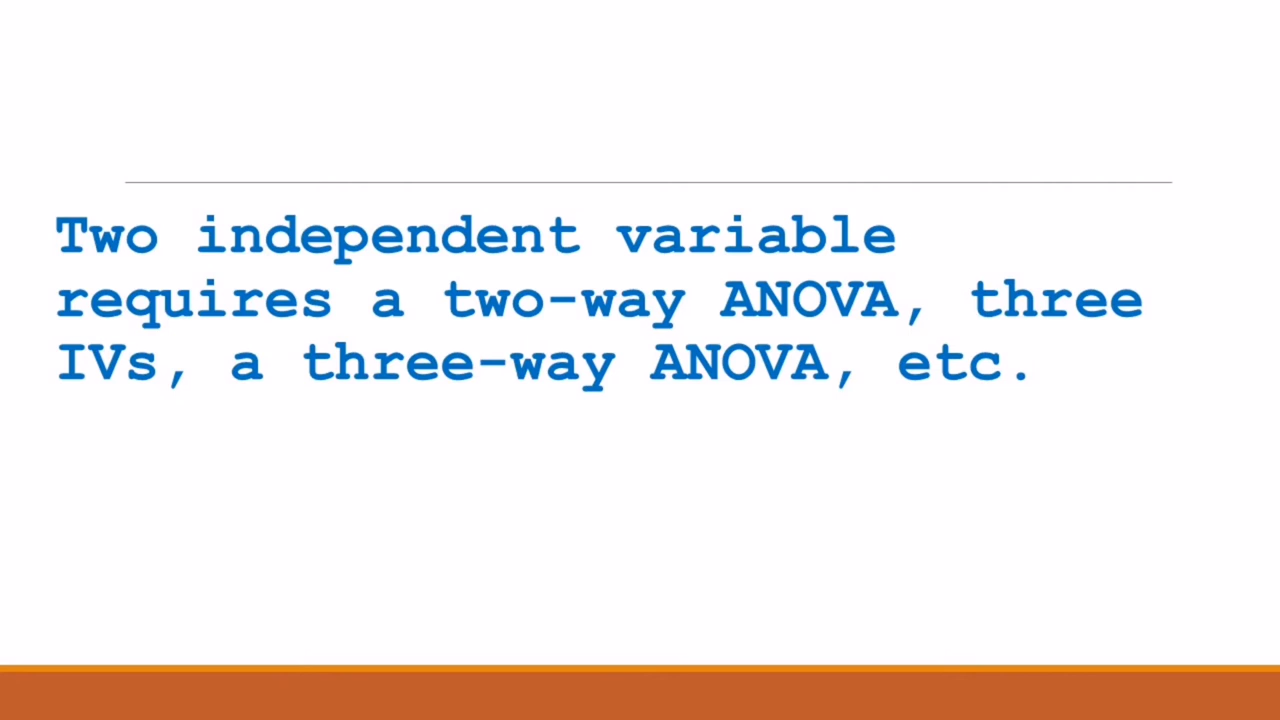 Two independent variable
requires a two-way ANOVA, three
IVs, a three-way ANOVA, etc.